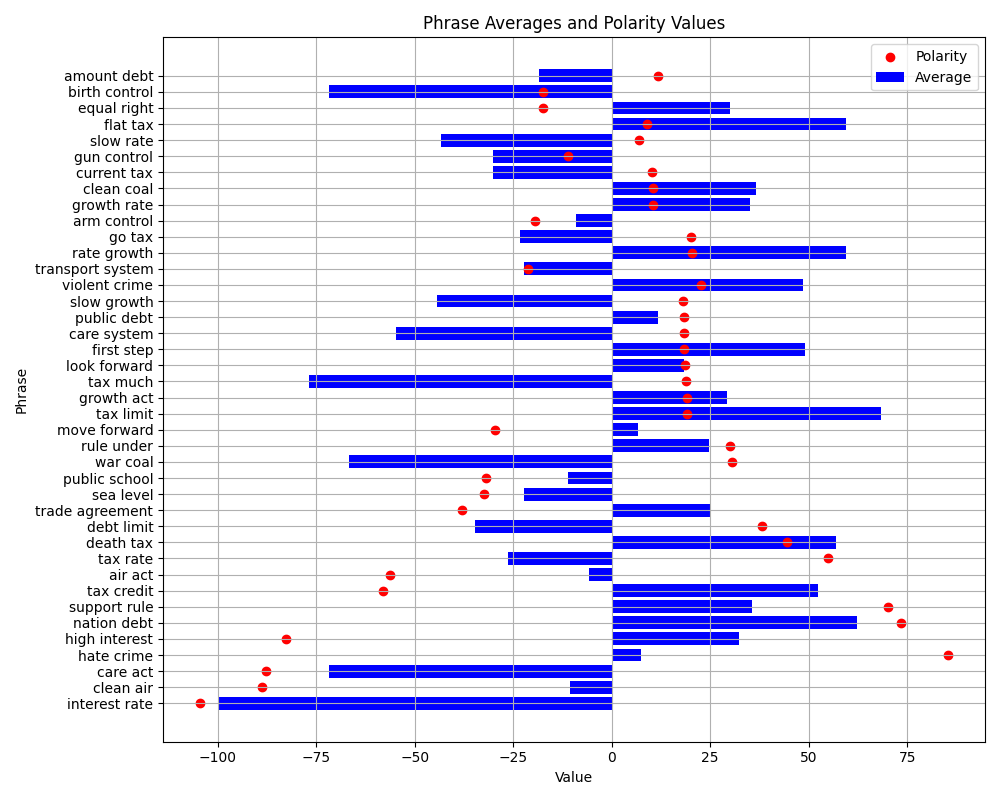 Phrase Averages and Polarity Values
Polarity
Average
amount debt
birth control
equal right
flat tax
slow rate
gun control
current tax
clean coal
growth rate
arm control
go tax
rate growth
transport system
violent crime
slow growth
public debt
care system
first step
look forward
tax much
growth act
tax limit
move forward
rule under
war coal
public school
sea level
trade agreement
debt limit
death tax
tax rate
air act
tax credit
support rule
nation debt
high interest
hate crime
care act
clean air
interest rate
Phrase
−100 −75 −50 −25 0 25 50 75
Value